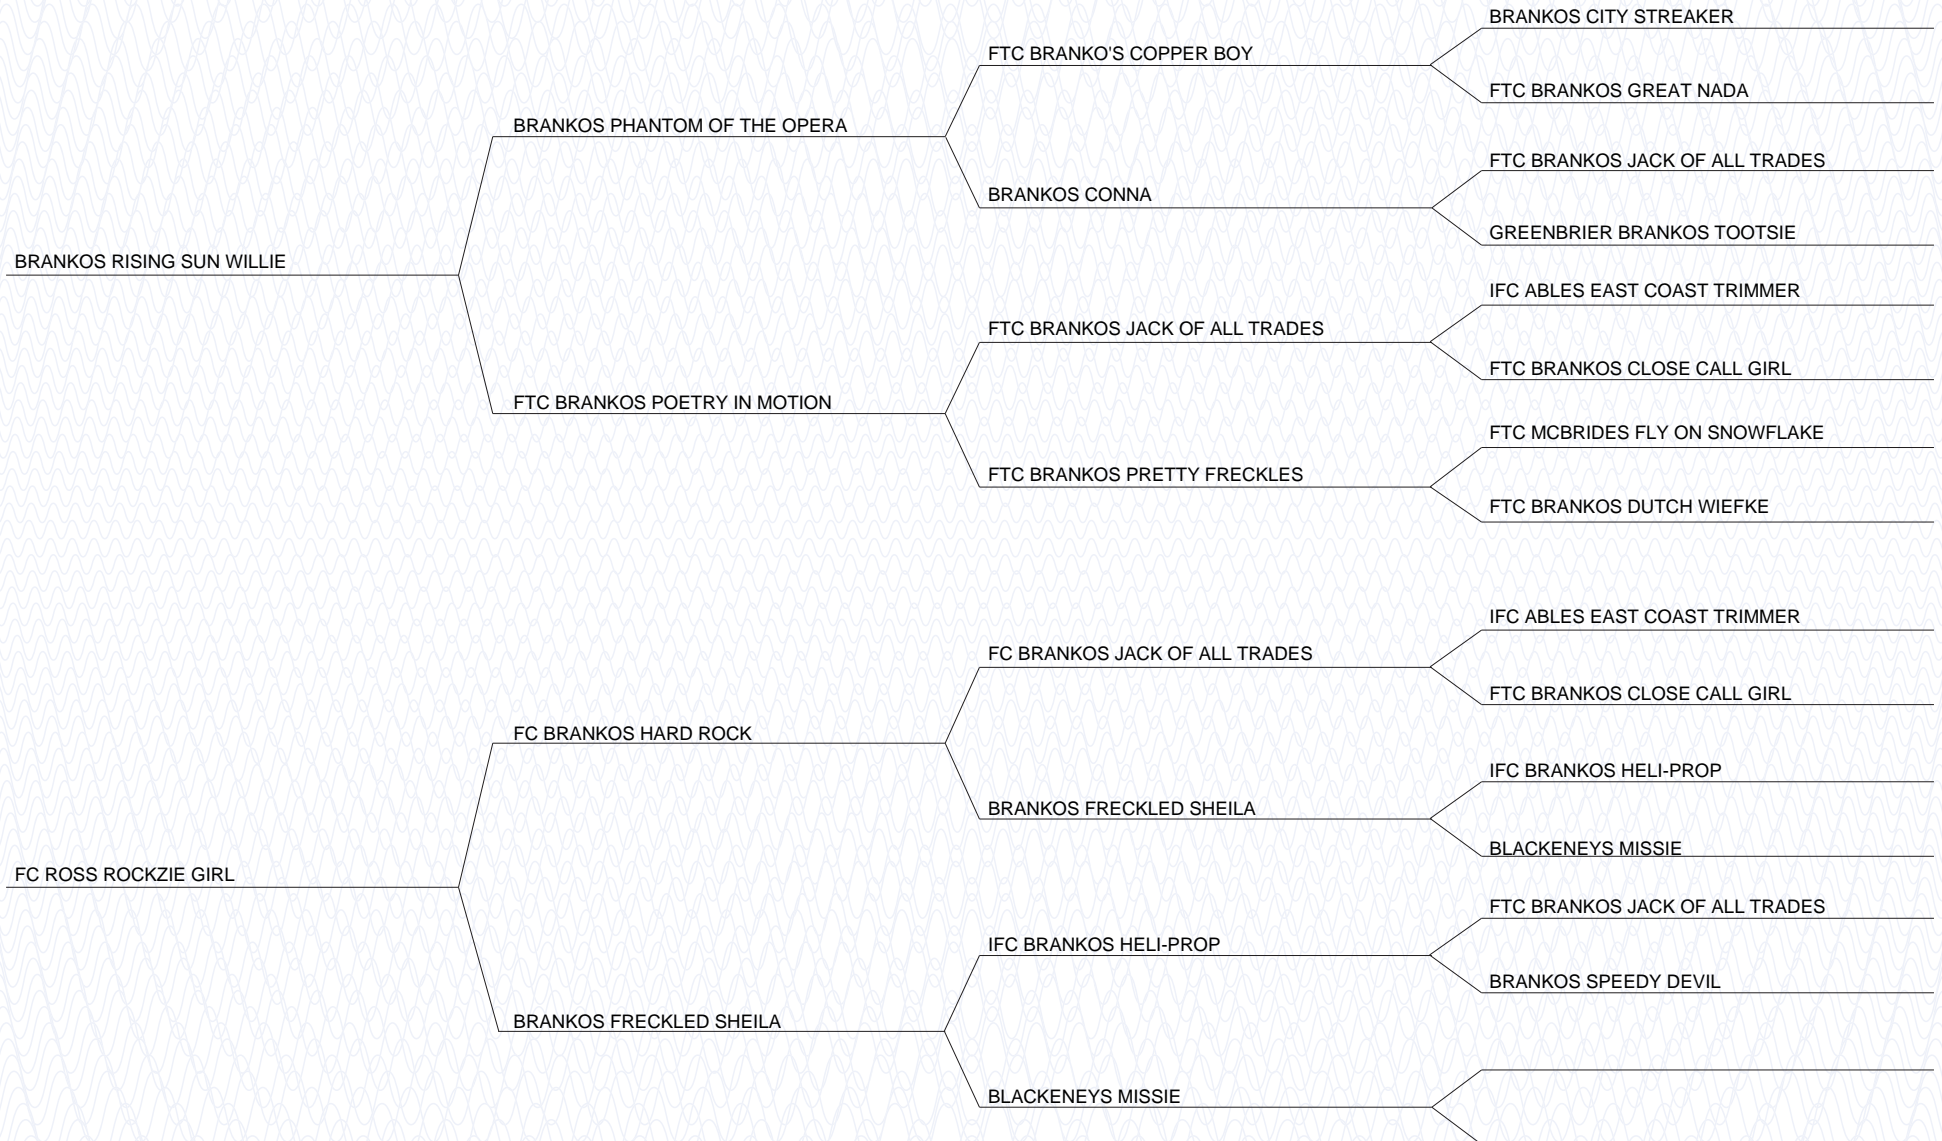 BRANKOS CITY STREAKER
FTC BRANKO'S COPPER BOY
FTC BRANKOS GREAT NADA
BRANKOS PHANTOM OF THE OPERA
FTC BRANKOS JACK OF ALL TRADES
BRANKOS CONNA
GREENBRIER BRANKOS TOOTSIE
BRANKOS RISING SUN WILLIE
IFC ABLES EAST COAST TRIMMER
FTC BRANKOS JACK OF ALL TRADES
FTC BRANKOS CLOSE CALL GIRL
FTC BRANKOS POETRY IN MOTION
FTC MCBRIDES FLY ON SNOWFLAKE
FTC BRANKOS PRETTY FRECKLES
FTC BRANKOS DUTCH WIEFKE
IFC ABLES EAST COAST TRIMMER
FC BRANKOS JACK OF ALL TRADES
FTC BRANKOS CLOSE CALL GIRL
FC BRANKOS HARD ROCK
IFC BRANKOS HELI-PROP
BRANKOS FRECKLED SHEILA
BLACKENEYS MISSIE
FC ROSS ROCKZIE GIRL
FTC BRANKOS JACK OF ALL TRADES
IFC BRANKOS HELI-PROP
BRANKOS SPEEDY DEVIL
BRANKOS FRECKLED SHEILA
BLACKENEYS MISSIE